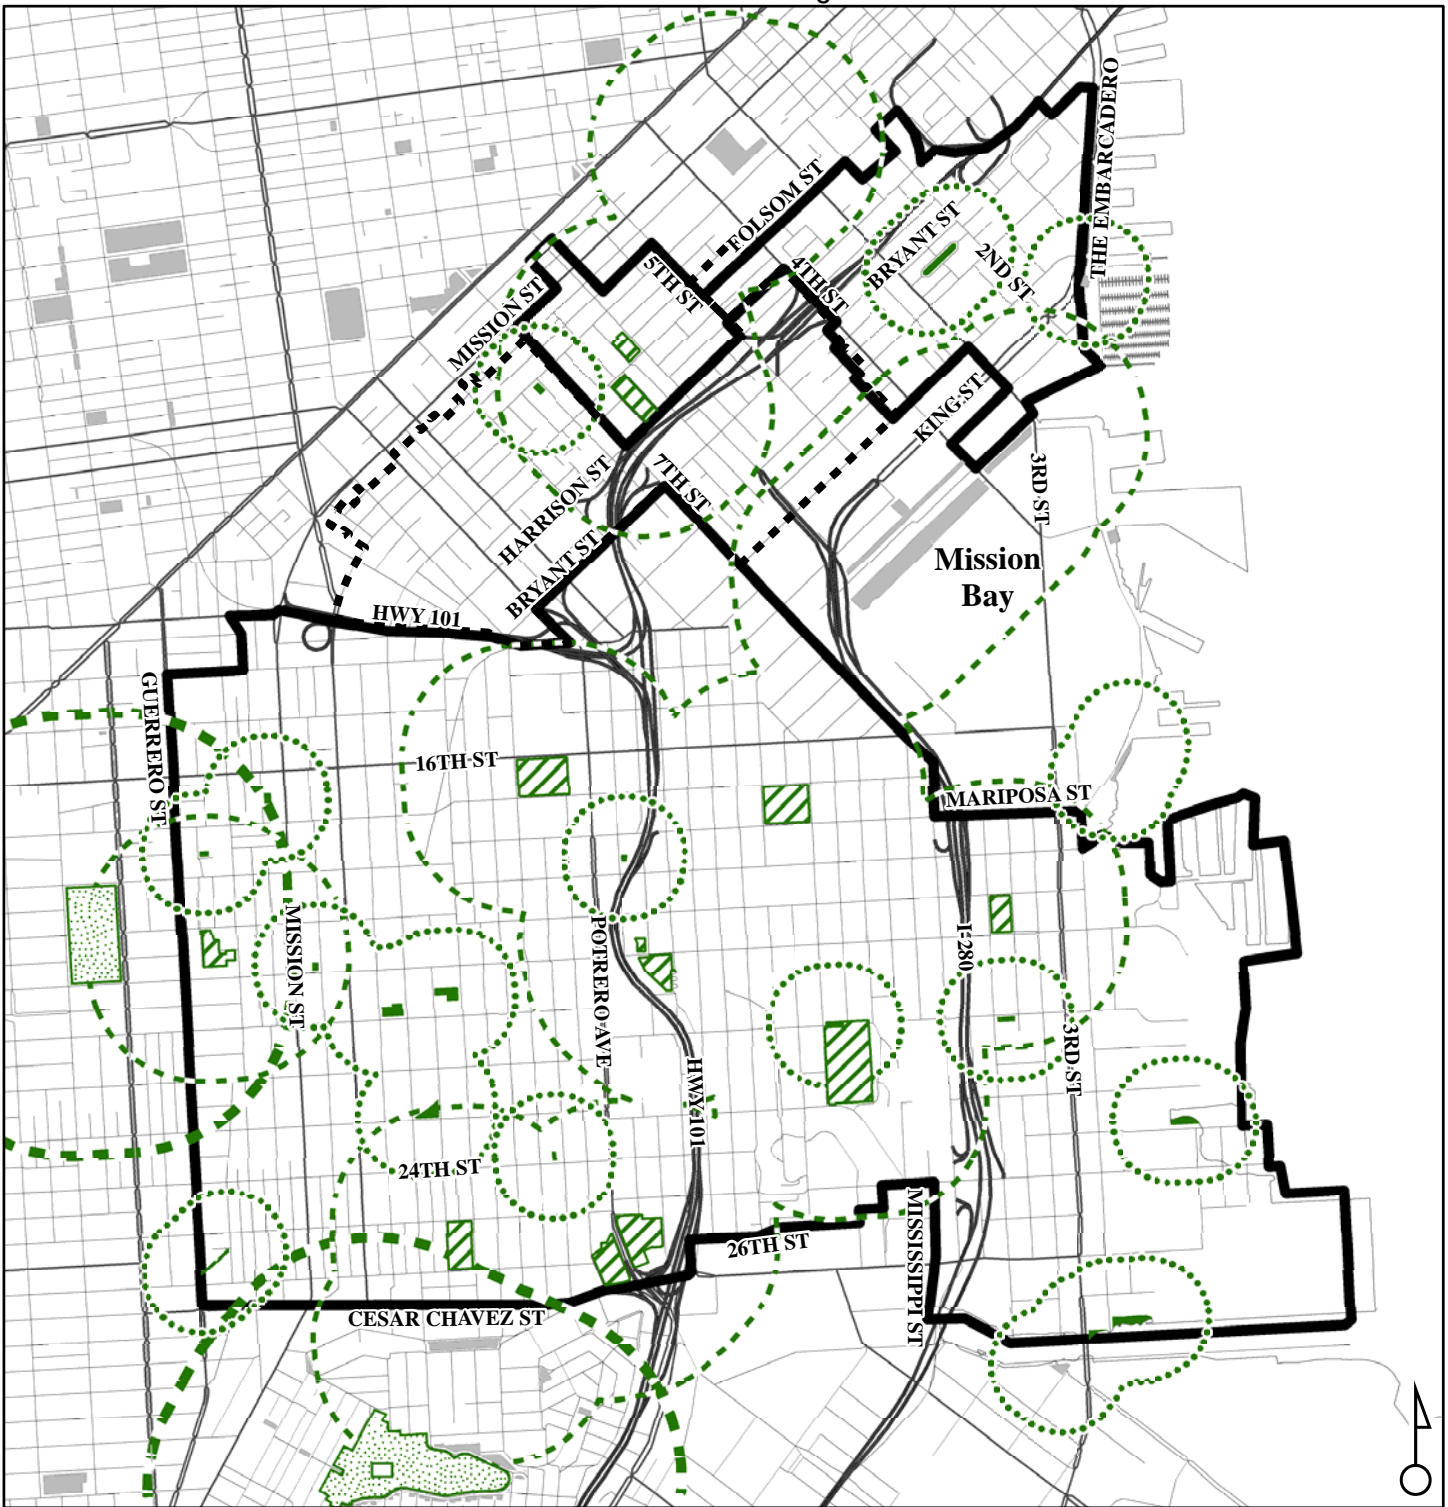 THE EMBARCADERO
FOLSOM ST
BRYANT ST
2ND ST
5TH ST
4TH ST
MISSION ST
KING ST
3RD ST
HARRISON ST
7TH ST
BRYANT ST
Mission
Bay
HWY 101
GUERRERO ST
16TH ST
MARIPOSA ST
MISSION ST
POTRERO AVE
I-280
3RD ST
HWY 101
24TH ST
26TH ST
MISSISSIPPI ST
CESAR CHAVEZ ST